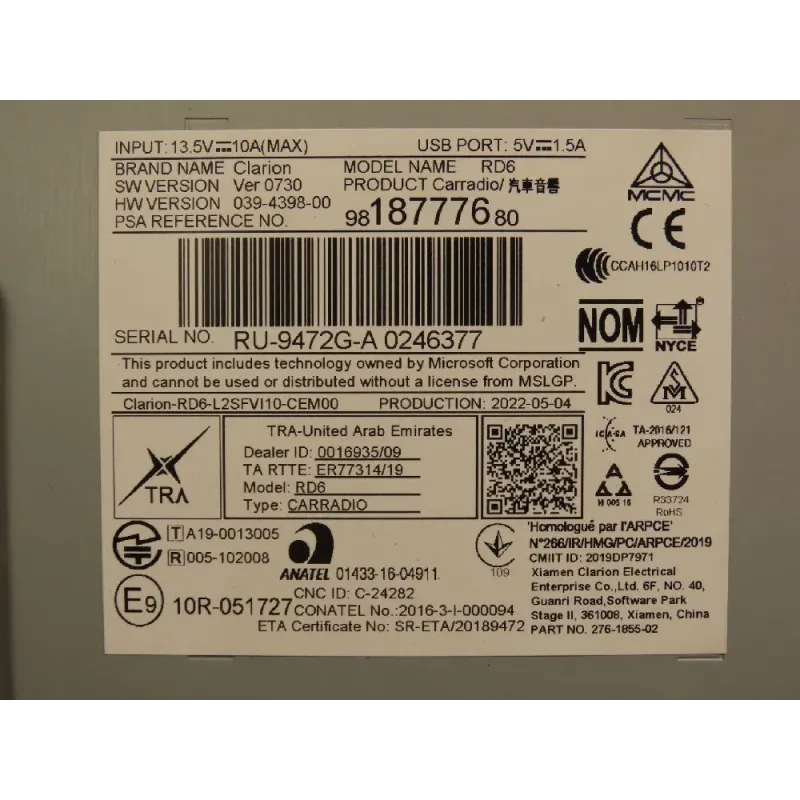 INPUT: 13.5V⎓10A(MAX) USB PORT: 5V⎓1.5A
BRAND NAME Clarion MODEL NAME RD6
SW VERSION Ver 0730 PRODUCT Carradio/汽車音響
HW VERSION 039-4398-00
PSA REFERENCE NO. 9818777680
MCMC
CE
CCAH16LP1010T2
SERIAL NO. RU-9472G-A 0246377
NOM
NYCE
This product includes technology owned by Microsoft Corporation
and cannot be used or distributed without a license from MSLGP.
Clarion-RD6-L2SFVI10-CEM00 PRODUCTION: 2022-05-04
024
TRA
TRA-United Arab Emirates
Dealer ID: 0016935/09
TA RTTE: ER77314/19
Model: RD6
Type: CARRADIO
ICASA TA-2016/121
APPROVED
H 005 16
R33724
RoHS
T A19-0013005
R 005-102008
ANATEL 01433-16-04911
109
'Homologué par l'ARPCE'
N°266/IR/HMG/PC/ARPCE/2019
CMIIT ID: 2019DP7971
Xiamen Clarion Electrical
Enterprise Co.,Ltd. 6F, NO. 40,
Guanri Road,Software Park
Stage II, 361008, Xiamen, China
PART NO. 276-1855-02
E9 10R-051727
CNC ID: C-24282
CONATEL No.:2016-3-I-000094
ETA Certificate No: SR-ETA/20189472